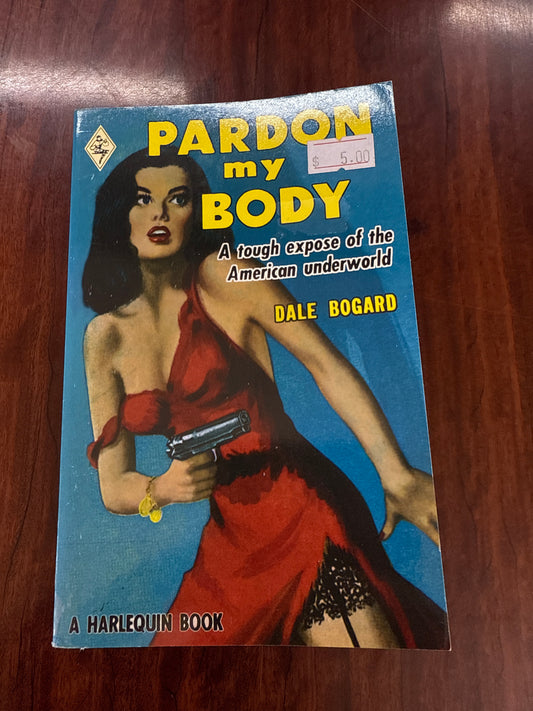 PARDON
$ 5.00
my
BODY
A tough expose of the
American underworld
DALE BOGARD
A HARLEQUIN BOOK